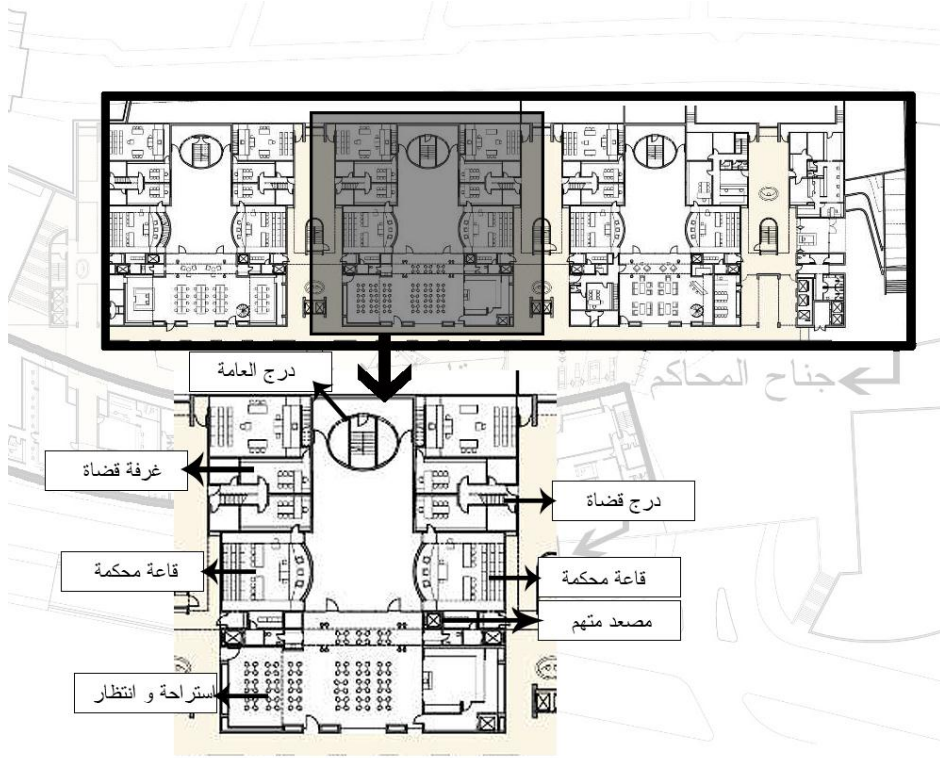 درج العامة
جناح المحاكم
غرفة قضاة
درج قضاة
قاعة محكمة
قاعة محكمة
مصعد متهم
استراحة و انتظار